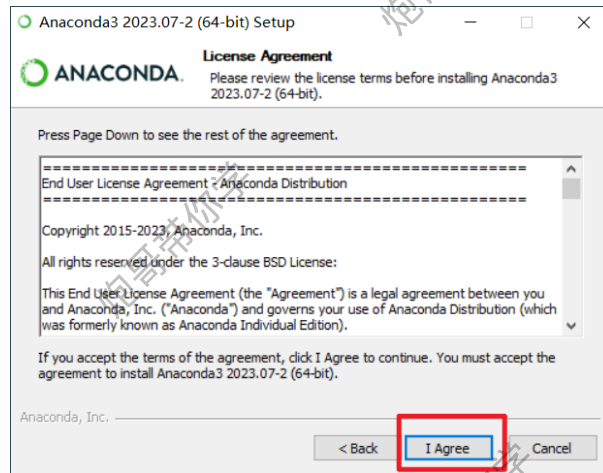 Anaconda3 2023.07-2 (64-bit) Setup
ANACONDA.
License Agreement
Please review the license terms before installing Anaconda3
2023.07-2 (64-bit).
Press Page Down to see the rest of the agreement.
==================================================
End User License Agreement - Anaconda Distribution
==================================================
Copyright 2015-2023, Anaconda, Inc.
All rights reserved under the 3-clause BSD License:
This End User License Agreement (the "Agreement") is a legal agreement between you
and Anaconda, Inc. ("Anaconda") and governs your use of Anaconda Distribution (which
was formerly known as Anaconda Individual Edition).
If you accept the terms of the agreement, click I Agree to continue. You must accept the
agreement to install Anaconda3 2023.07-2 (64-bit).
Anaconda, Inc.
< Back
I Agree
Cancel
炮哥带你学